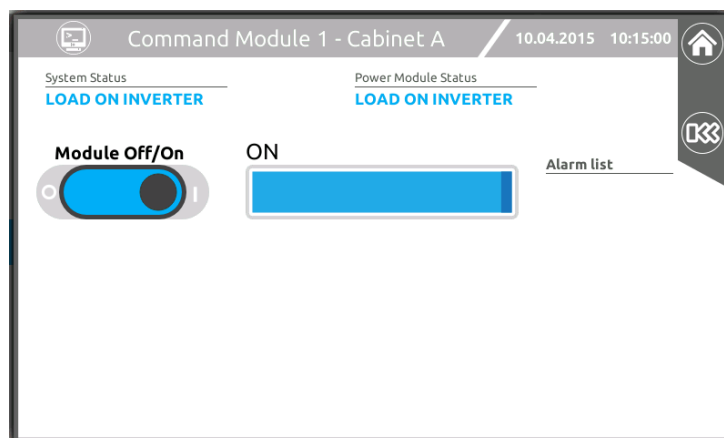 Command Module 1 - Cabinet A
10.04.2015 10:15:00
System Status
LOAD ON INVERTER
Power Module Status
LOAD ON INVERTER
Module Off/On
O I
ON
Alarm list